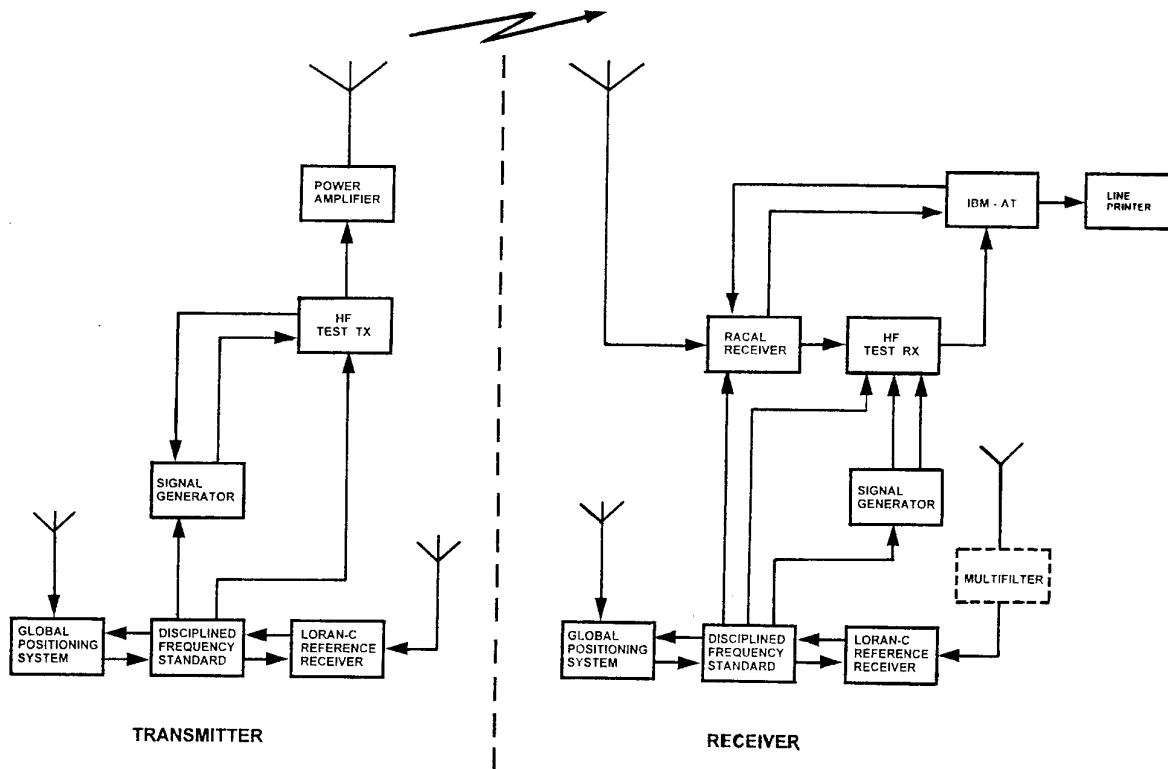 POWER
AMPLIFIER
HF
TEST TX
SIGNAL
GENERATOR
GLOBAL
POSITIONING
SYSTEM
DISCIPLINED
FREQUENCY
STANDARD
LORAN-C
REFERENCE
RECEIVER
TRANSMITTER
IBM - AT
LINE
PRINTER
RACAL
RECEIVER
HF
TEST RX
SIGNAL
GENERATOR
MULTIFILTER
GLOBAL
POSITIONING
SYSTEM
DISCIPLINED
FREQUENCY
STANDARD
LORAN-C
REFERENCE
RECEIVER
RECEIVER